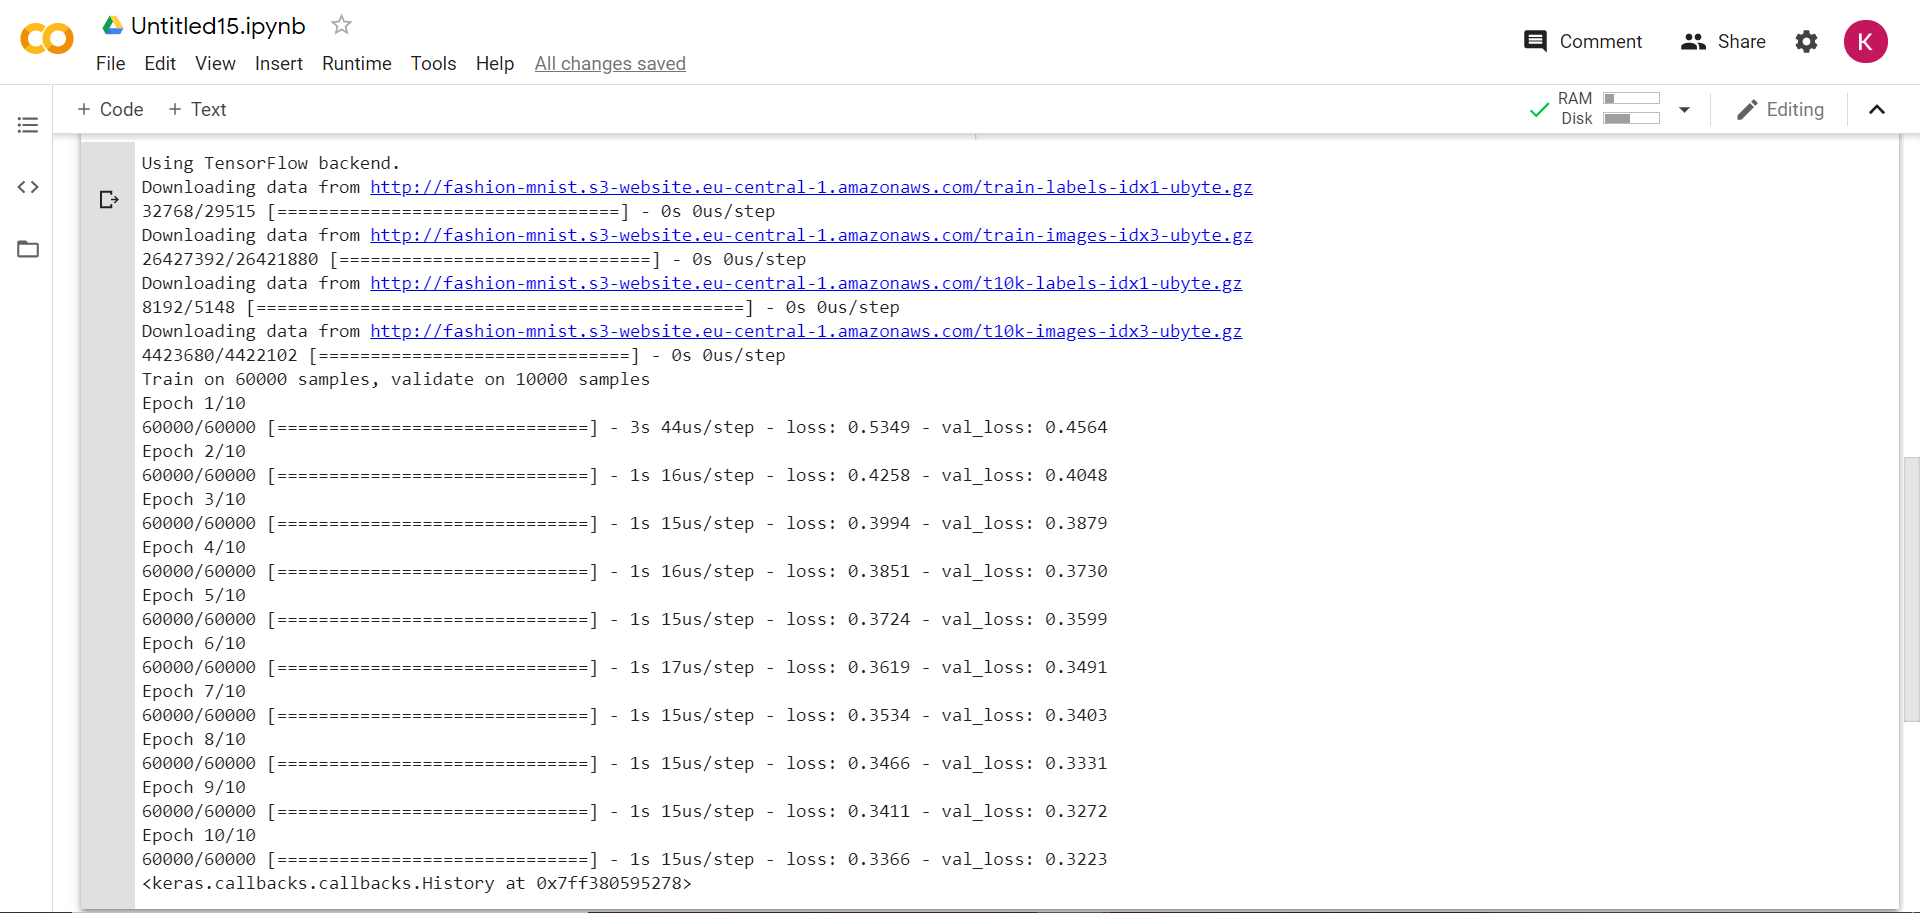 Untitled15.ipynb
File Edit View Insert Runtime Tools Help All changes saved
Comment Share K
+ Code + Text
RAM
Disk
Editing
Using TensorFlow backend.
Downloading data from http://fashion-mnist.s3-website.eu-central-1.amazonaws.com/train-labels-idx1-ubyte.gz
32768/29515 [=================================] - 0s 0us/step
Downloading data from http://fashion-mnist.s3-website.eu-central-1.amazonaws.com/train-images-idx3-ubyte.gz
26427392/26421880 [==============================] - 0s 0us/step
Downloading data from http://fashion-mnist.s3-website.eu-central-1.amazonaws.com/t10k-labels-idx1-ubyte.gz
8192/5148 [===============================================] - 0s 0us/step
Downloading data from http://fashion-mnist.s3-website.eu-central-1.amazonaws.com/t10k-images-idx3-ubyte.gz
4423680/4422102 [==============================] - 0s 0us/step
Train on 60000 samples, validate on 10000 samples
Epoch 1/10
60000/60000 [==============================] - 3s 44us/step - loss: 0.5349 - val_loss: 0.4564
Epoch 2/10
60000/60000 [==============================] - 1s 16us/step - loss: 0.4258 - val_loss: 0.4048
Epoch 3/10
60000/60000 [==============================] - 1s 15us/step - loss: 0.3994 - val_loss: 0.3879
Epoch 4/10
60000/60000 [==============================] - 1s 16us/step - loss: 0.3851 - val_loss: 0.3730
Epoch 5/10
60000/60000 [==============================] - 1s 15us/step - loss: 0.3724 - val_loss: 0.3599
Epoch 6/10
60000/60000 [==============================] - 1s 17us/step - loss: 0.3619 - val_loss: 0.3491
Epoch 7/10
60000/60000 [==============================] - 1s 15us/step - loss: 0.3534 - val_loss: 0.3403
Epoch 8/10
60000/60000 [==============================] - 1s 15us/step - loss: 0.3466 - val_loss: 0.3331
Epoch 9/10
60000/60000 [==============================] - 1s 15us/step - loss: 0.3411 - val_loss: 0.3272
Epoch 10/10
60000/60000 [==============================] - 1s 15us/step - loss: 0.3366 - val_loss: 0.3223
<keras.callbacks.callbacks.History at 0x7ff380595278>